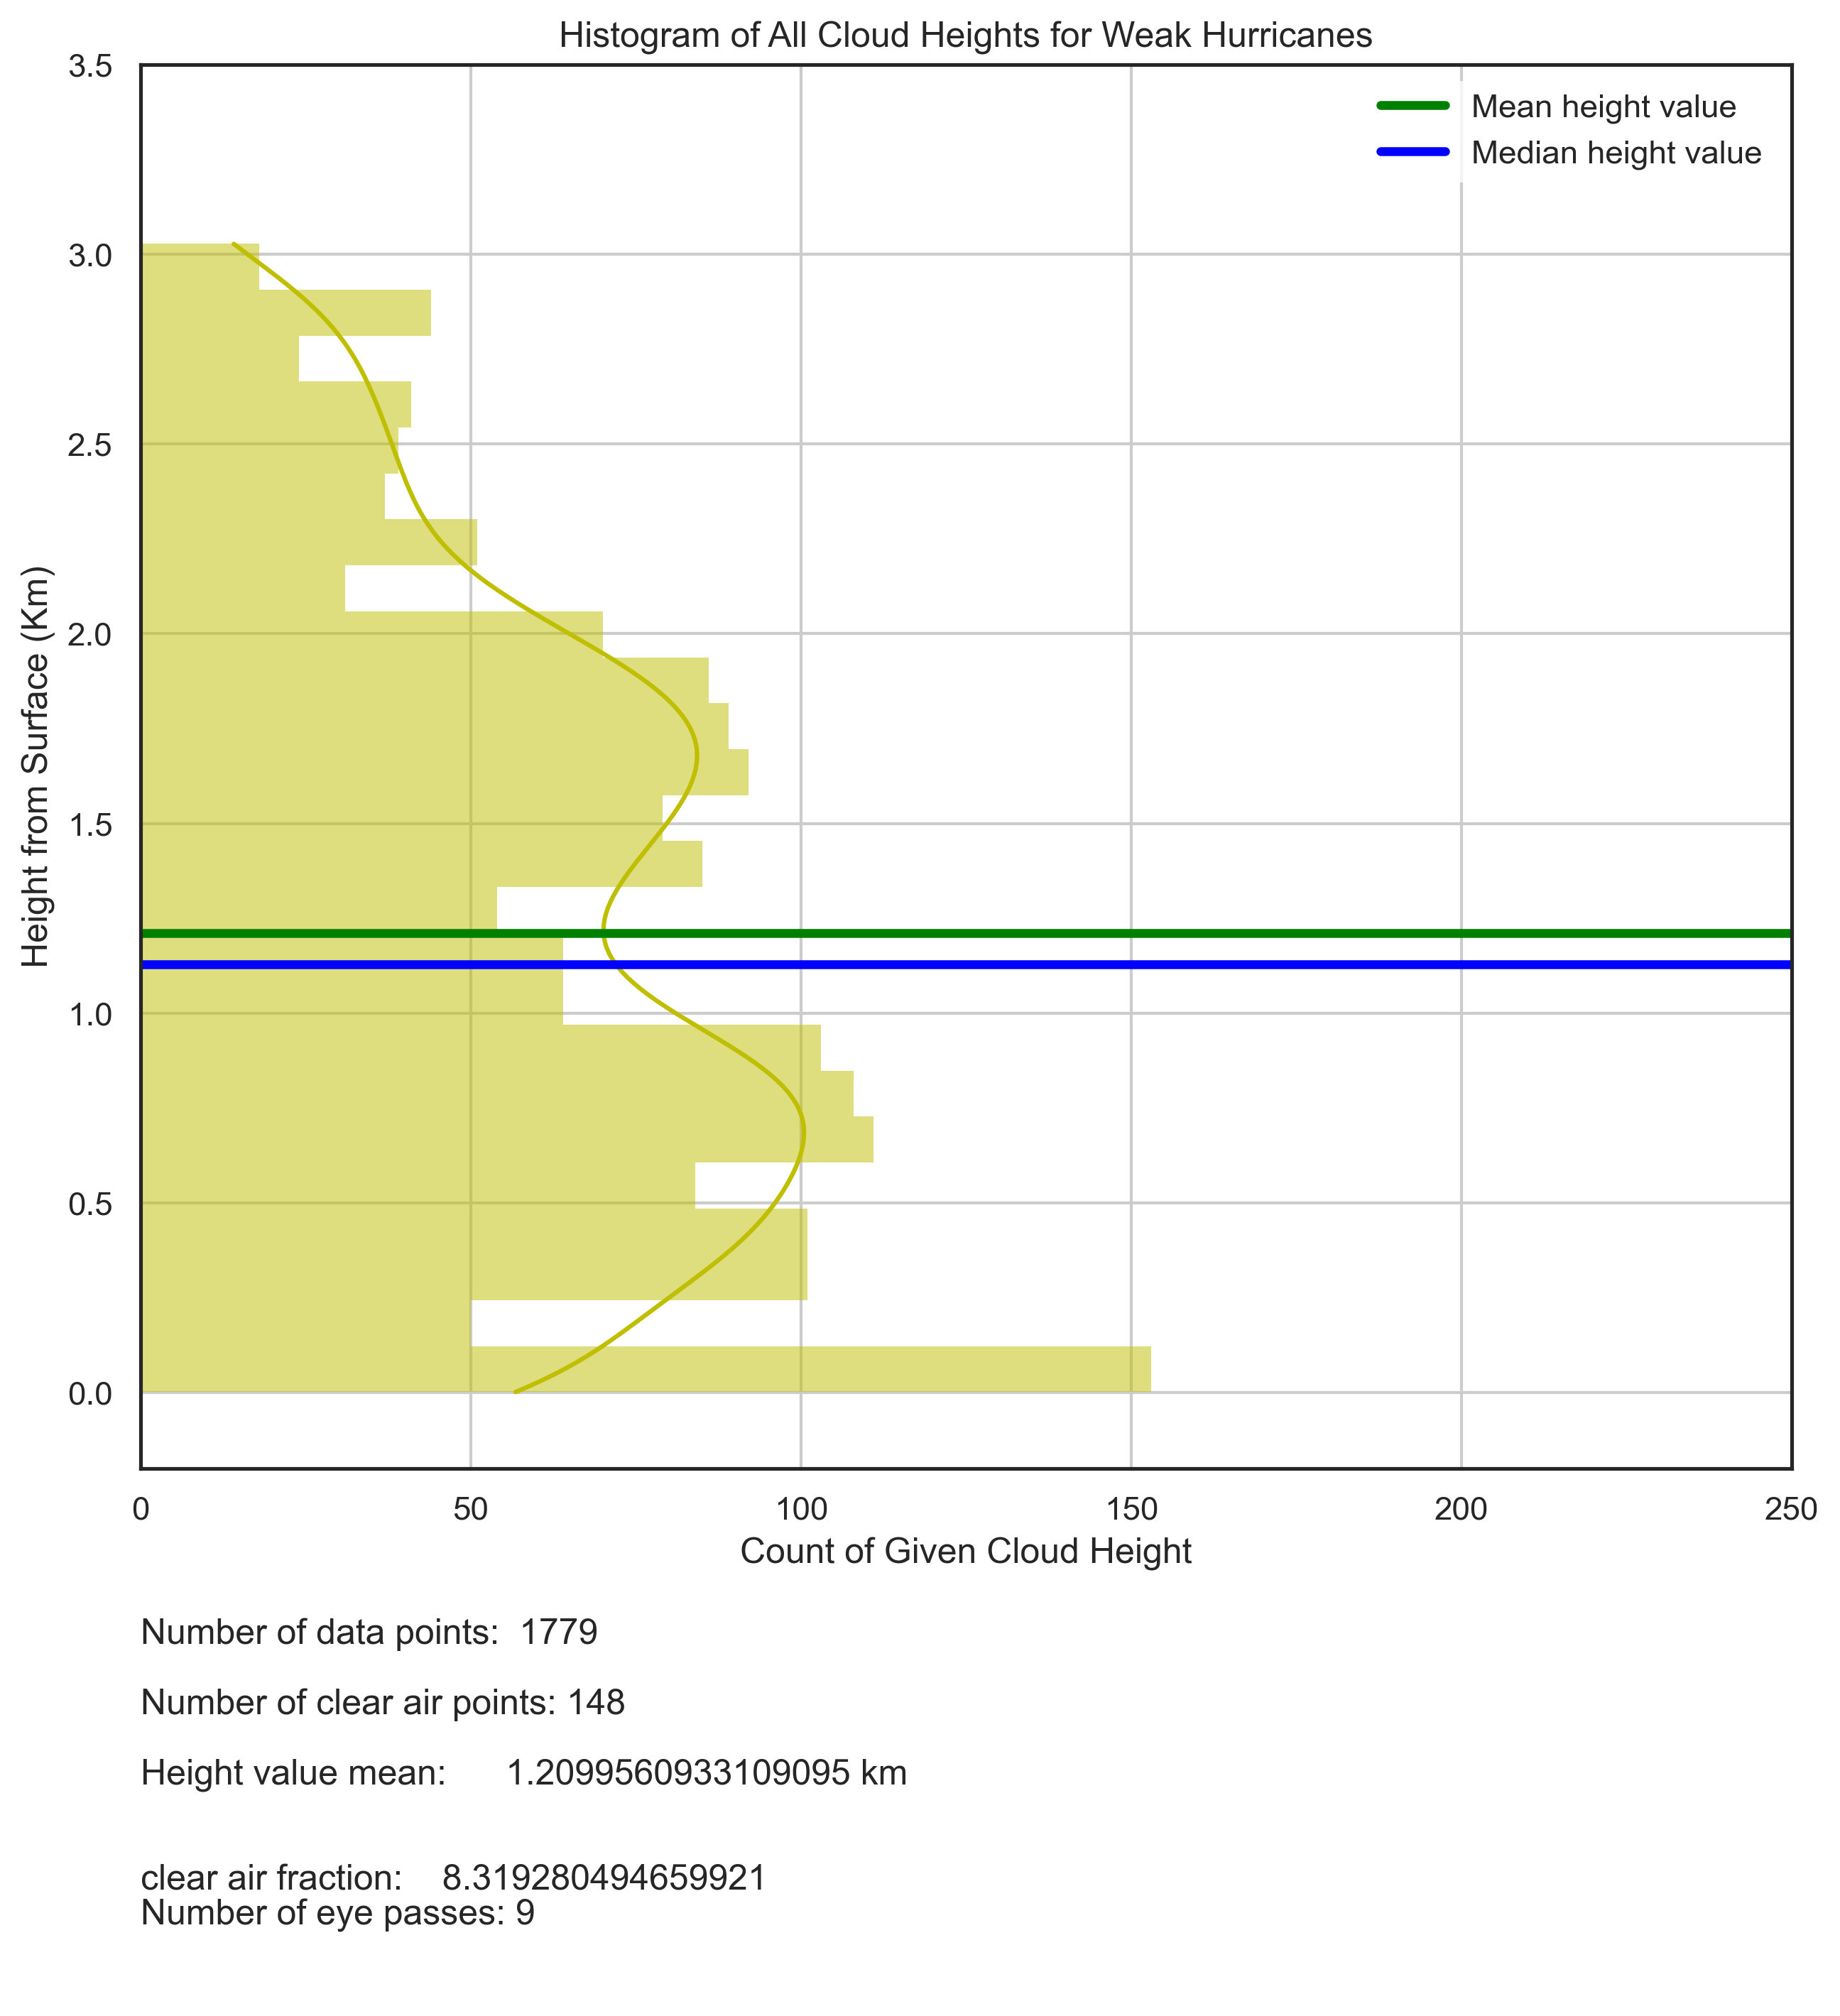 Histogram of All Cloud Heights for Weak Hurricanes
3.5
3.0
2.5
2.0
1.5
1.0
0.5
0.0
Height from Surface (Km)
Mean height value
Median height value
0 50 100 150 200 250
Count of Given Cloud Height
Number of data points: 1779
Number of clear air points: 148
Height value mean: 1.2099560933109095 km
clear air fraction: 8.319280494659921
Number of eye passes: 9